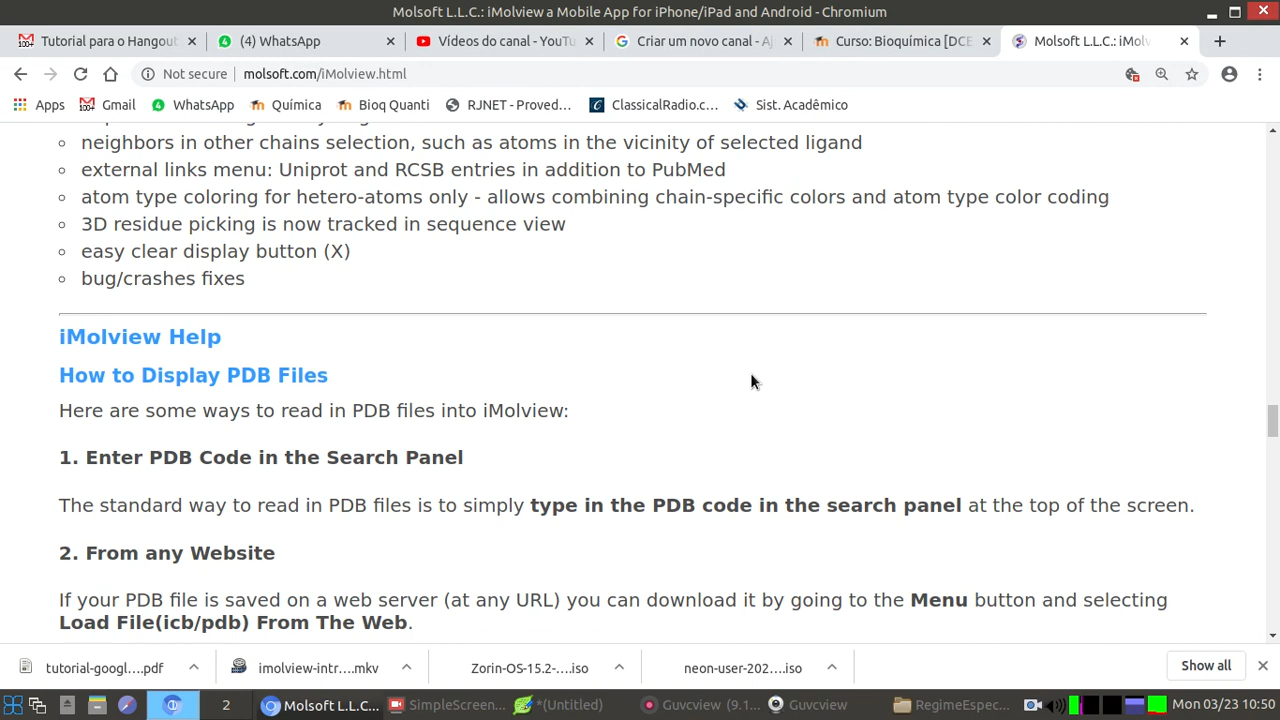 Molsoft L.L.C.: iMolview a Mobile App for iPhone/iPad and Android - Chromium
Tutorial para o Hangout
(4) WhatsApp
Vídeos do canal - YouTu
Criar um novo canal - Aj
Curso: Bioquímica [DCE
Molsoft L.L.C.: iMolv
Not secure
molsoft.com/iMolview.html
Apps
Gmail
WhatsApp
Química
Bioq Quanti
RJNET - Proved...
ClassicalRadio.c...
Sist. Acadêmico
neighbors in other chains selection, such as atoms in the vicinity of selected ligand
external links menu: Uniprot and RCSB entries in addition to PubMed
atom type coloring for hetero-atoms only - allows combining chain-specific colors and atom type color coding
3D residue picking is now tracked in sequence view
easy clear display button (X)
bug/crashes fixes
iMolview Help
How to Display PDB Files
Here are some ways to read in PDB files into iMolview:
1. Enter PDB Code in the Search Panel
The standard way to read in PDB files is to simply type in the PDB code in the search panel at the top of the screen.
2. From any Website
If your PDB file is saved on a web server (at any URL) you can download it by going to the Menu button and selecting
Load File(icb/pdb) From The Web.
tutorial-googl....pdf
imolview-intr....mkv
Zorin-OS-15.2-....iso
neon-user-202....iso
Show all
2
Molsoft L.L.C...
SimpleScreen...
*(Untitled)
Guvcview (9.1...
Guvcview
RegimeEspec...
Mon 03/23 10:50